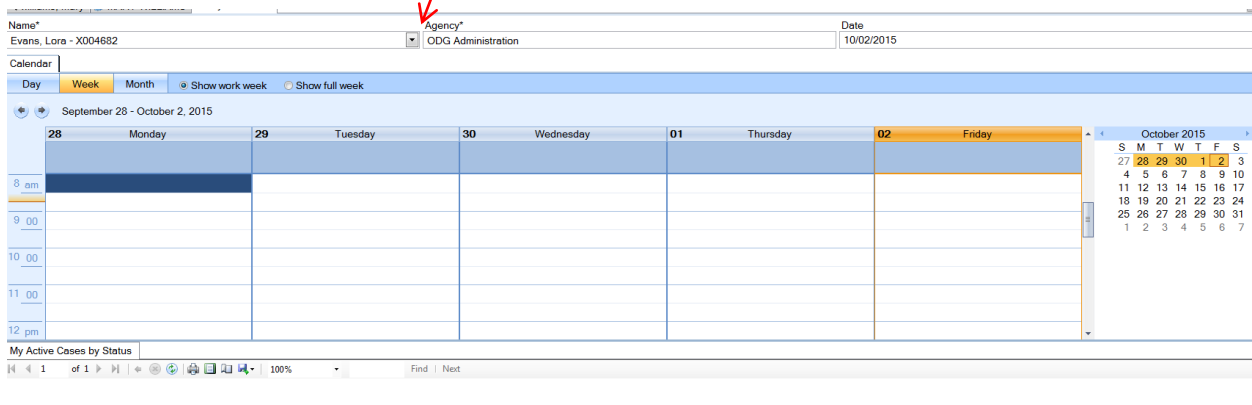 Name*
Agency*
Date
Evans, Lora - X004682
ODG Administration
10/02/2015
Calendar
Day Week Month Show work week Show full week
September 28 - October 2, 2015
28 Monday 29 Tuesday 30 Wednesday 01 Thursday 02 Friday
8 am
9 00
10 00
11 00
12 pm
October 2015
S M T W T F S
27 28 29 30 1 2 3
4 5 6 7 8 9 10
11 12 13 14 15 16 17
18 19 20 21 22 23 24
25 26 27 28 29 30 31
1 2 3 4 5 6 7
My Active Cases by Status
1 of 1 100% Find | Next